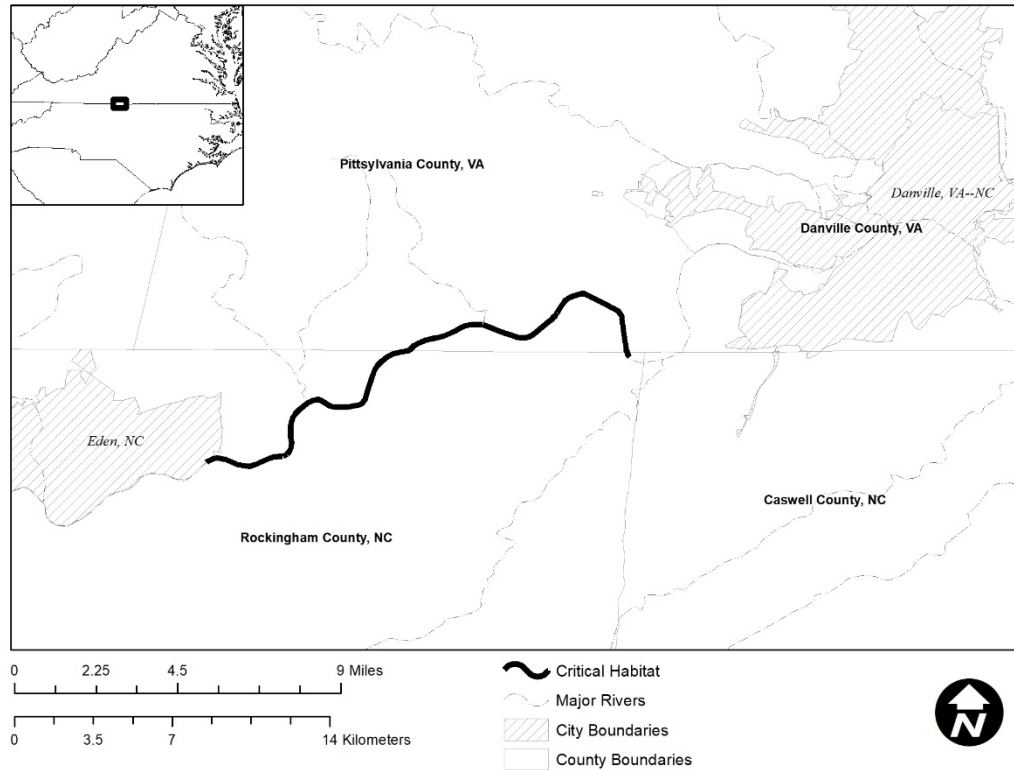 Pittsylvania County, VA
Danville, VA--NC
Danville County, VA
Eden, NC
Caswell County, NC
Rockingham County, NC
0 2.25 4.5 9 Miles
0 3.5 7 14 Kilometers
Critical Habitat
Major Rivers
City Boundaries
County Boundaries
N